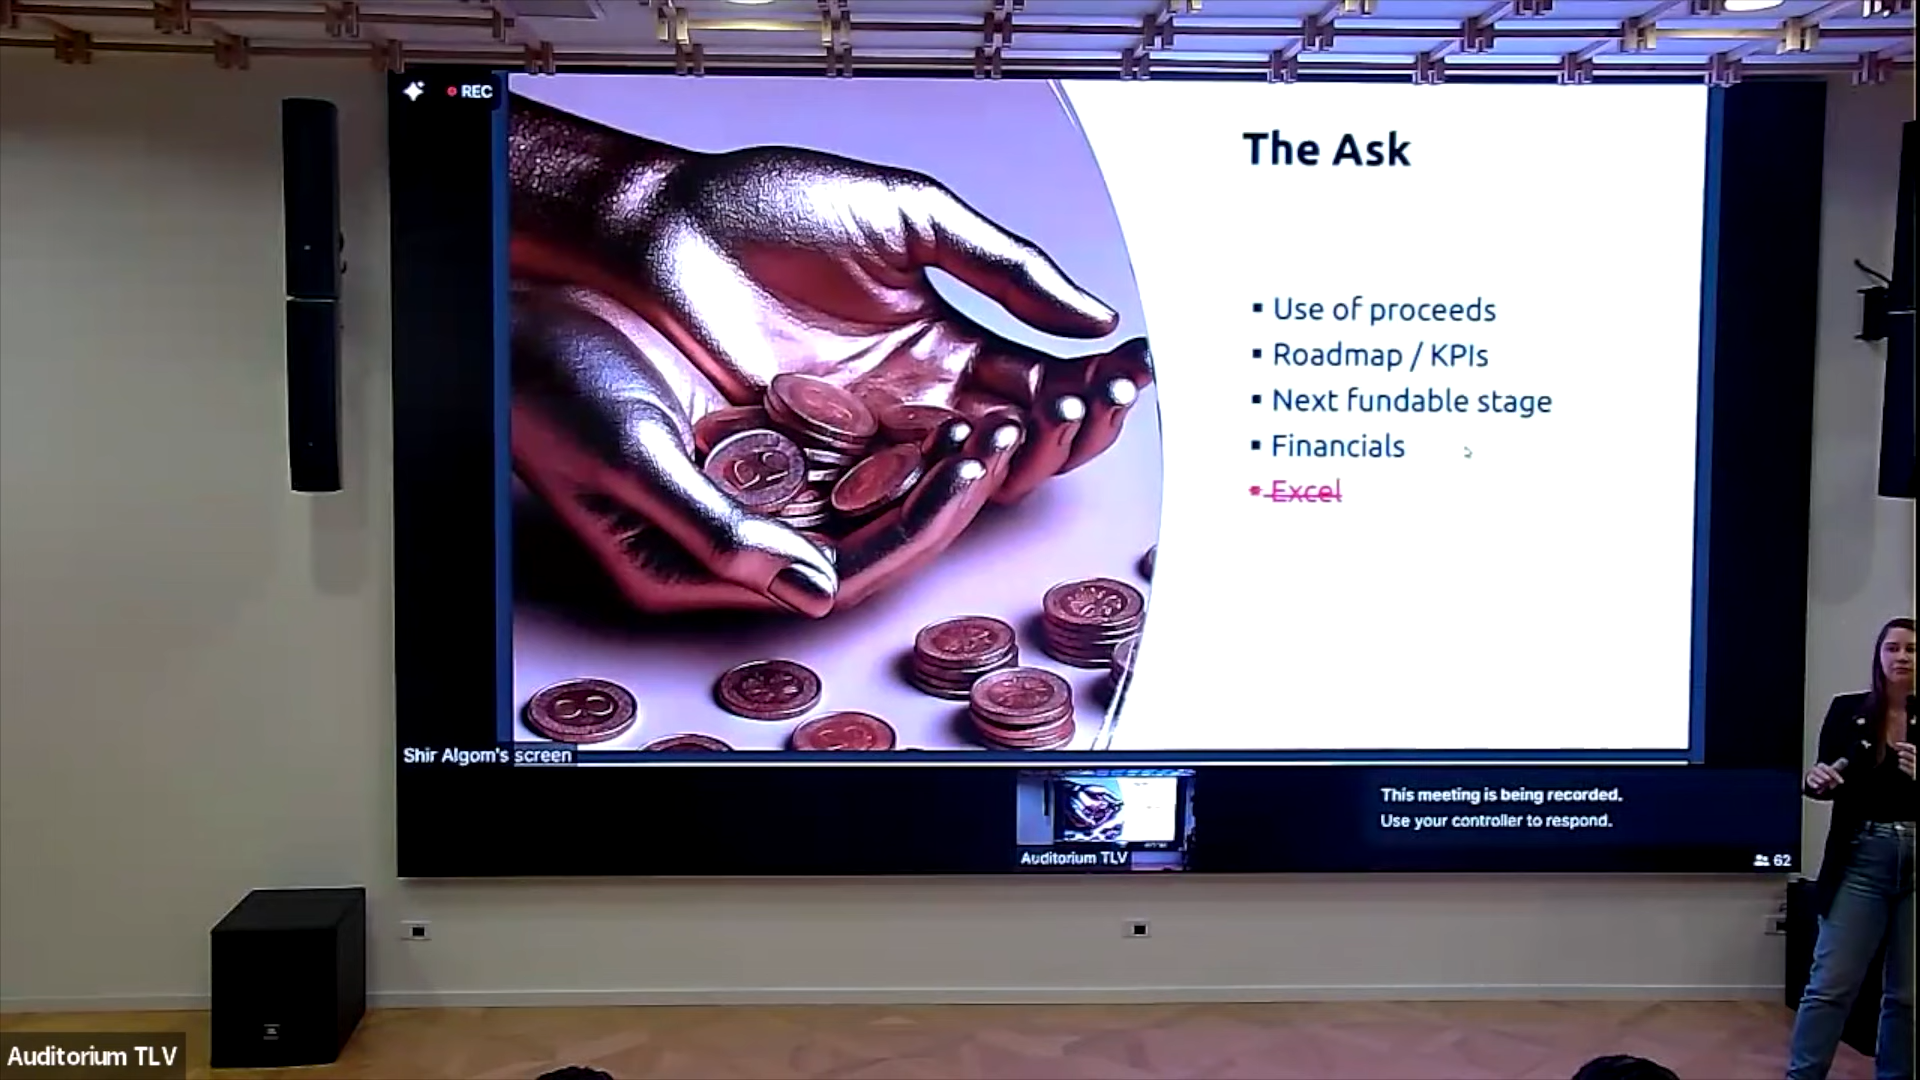 REC
The Ask
▪ Use of proceeds
▪ Roadmap / KPIs
▪ Next fundable stage
▪ Financials
▪ Excel
Shir Algom's screen
This meeting is being recorded.
Use your controller to respond.
Auditorium TLV
62
Auditorium TLV